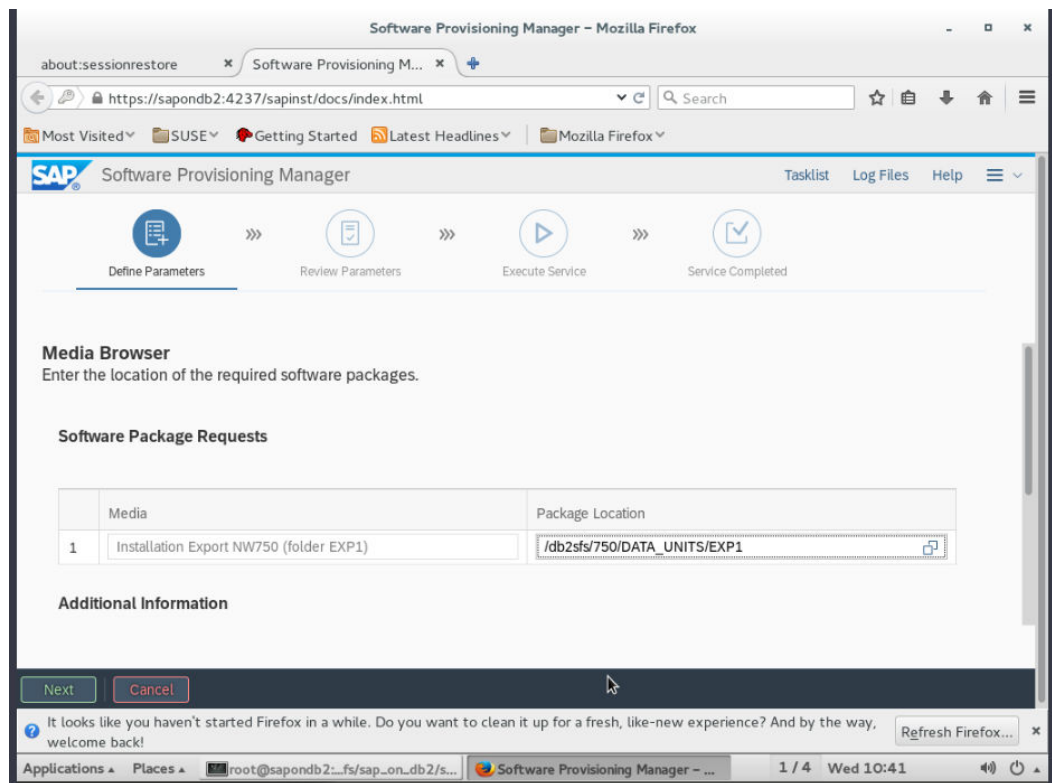 Software Provisioning Manager – Mozilla Firefox
about:sessionrestore
Software Provisioning M...
https://sapondb2:4237/sapinst/docs/index.html
Search
Most Visited
SUSE
Getting Started
Latest Headlines
Mozilla Firefox
SAP
Software Provisioning Manager
Tasklist
Log Files
Help
Define Parameters
Review Parameters
Execute Service
Service Completed
Media Browser
Enter the location of the required software packages.
Software Package Requests
Media
Package Location
1
Installation Export NW750 (folder EXP1)
/db2sfs/750/DATA_UNITS/EXP1
Additional Information
Next
Cancel
It looks like you haven't started Firefox in a while. Do you want to clean it up for a fresh, like-new experience? And by the way,
welcome back!
Refresh Firefox...
Applications
Places
root@sapondb2:..._fs/sap_on_db2/s...
Software Provisioning Manager – ...
1 / 4
Wed 10:41